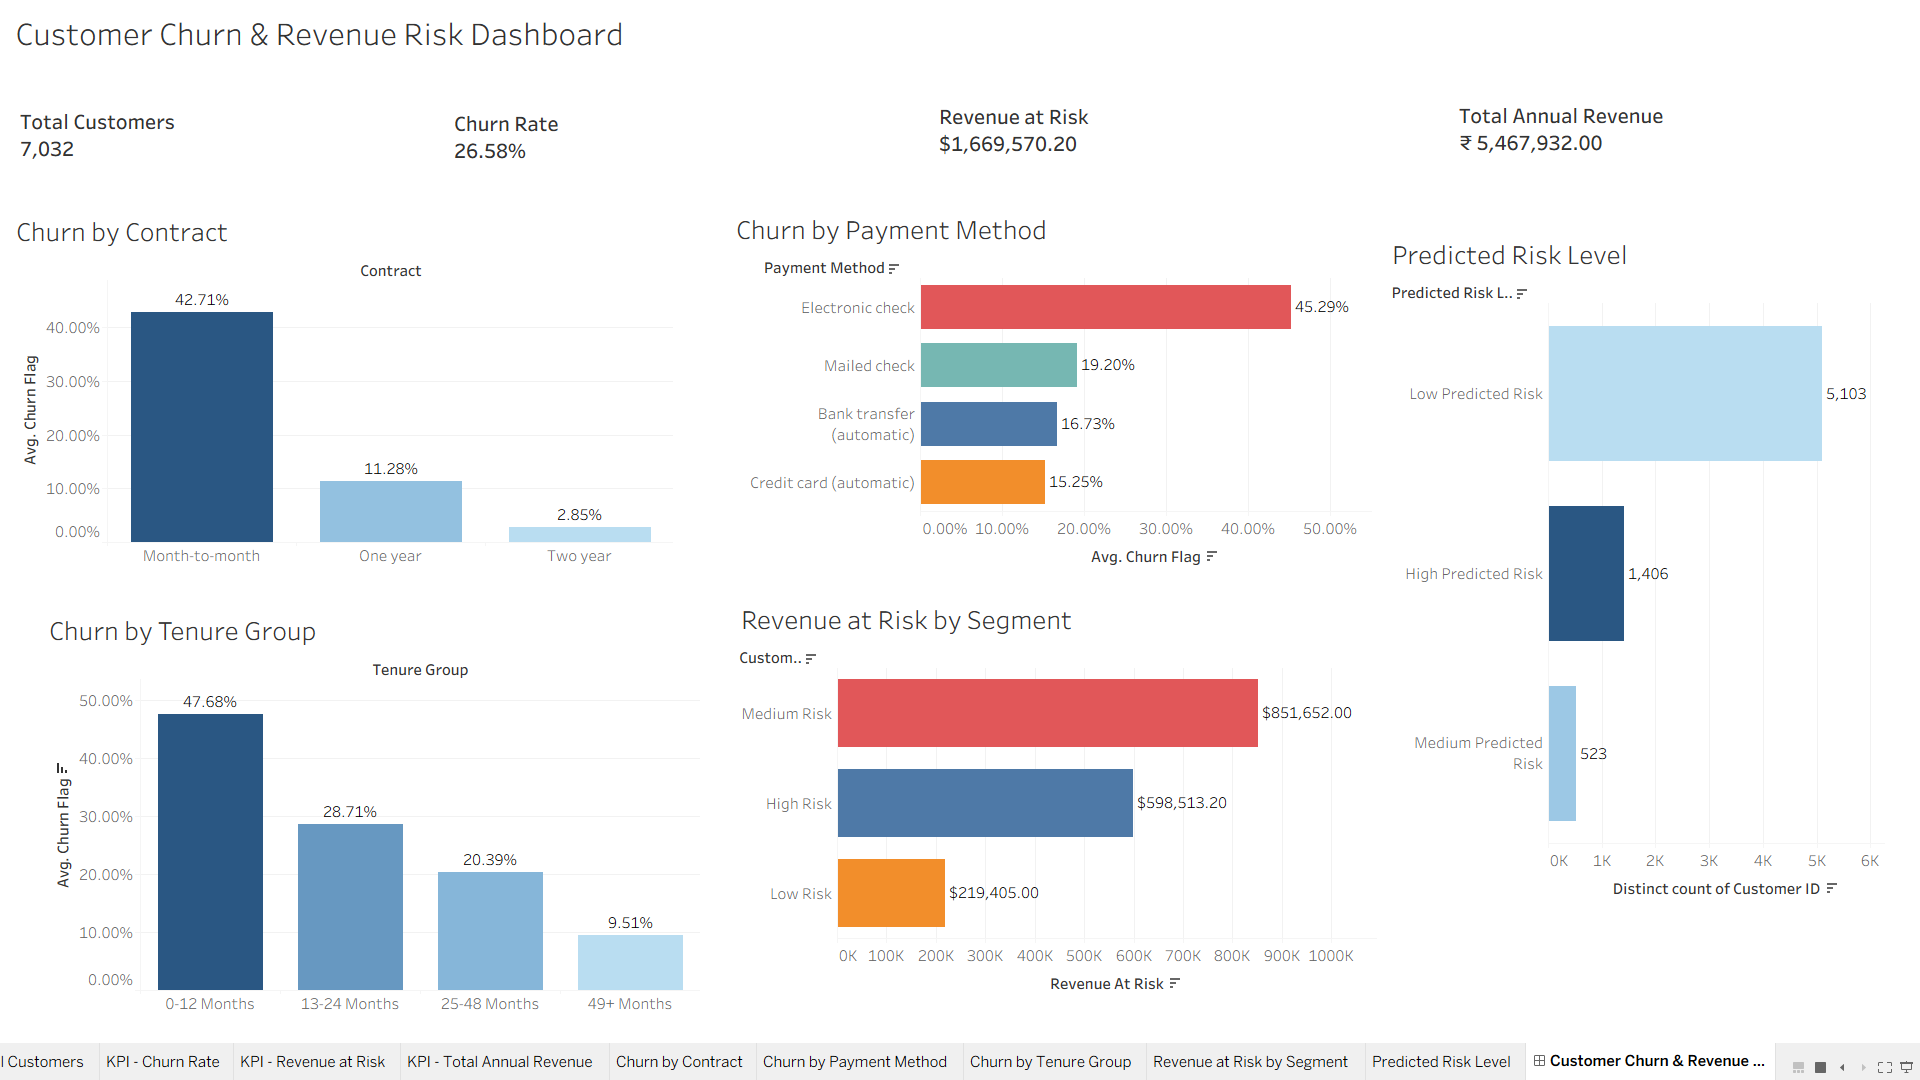 Customer Churn & Revenue Risk Dashboard
Total Customers
7,032
Churn Rate
26.58%
Revenue at Risk
$1,669,570.20
Total Annual Revenue
₹ 5,467,932.00
Churn by Contract
Contract
Avg. Churn Flag
40.00%
30.00%
20.00%
10.00%
0.00%
42.71%
11.28%
2.85%
Month-to-month
One year
Two year
Churn by Payment Method
Payment Method
Electronic check
45.29%
Mailed check
19.20%
Bank transfer
(automatic)
16.73%
Credit card (automatic)
15.25%
0.00% 10.00% 20.00% 30.00% 40.00% 50.00%
Avg. Churn Flag
Predicted Risk Level
Predicted Risk L..
Low Predicted Risk
5,103
High Predicted Risk
1,406
Medium Predicted
Risk
523
0K 1K 2K 3K 4K 5K 6K
Distinct count of Customer ID
Churn by Tenure Group
Tenure Group
Avg. Churn Flag
50.00%
40.00%
30.00%
20.00%
10.00%
0.00%
47.68%
28.71%
20.39%
9.51%
0-12 Months
13-24 Months
25-48 Months
49+ Months
Revenue at Risk by Segment
Custom..
Medium Risk
$851,652.00
High Risk
$598,513.20
Low Risk
$219,405.00
0K 100K 200K 300K 400K 500K 600K 700K 800K 900K 1000K
Revenue At Risk
l Customers
KPI - Churn Rate
KPI - Revenue at Risk
KPI - Total Annual Revenue
Churn by Contract
Churn by Payment Method
Churn by Tenure Group
Revenue at Risk by Segment
Predicted Risk Level
Customer Churn & Revenue ...